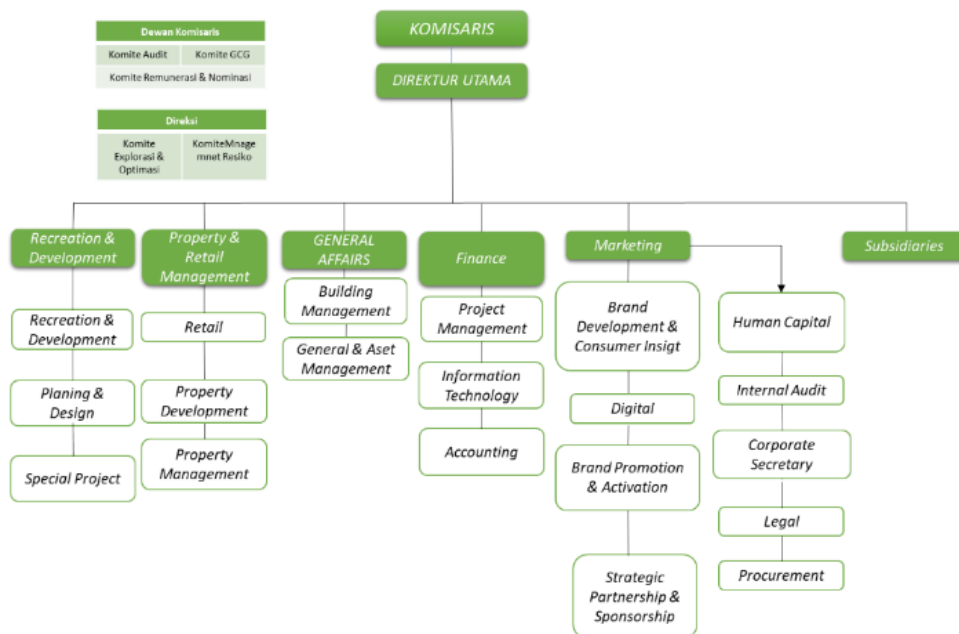 Dewan Komisaris
Komite Audit
Komite GCG
Komite Remunerasi & Nominasi
KOMISARIS
DIREKTUR UTAMA
Direksi
Komite
Explorasi &
Optimasi
KomiteMnage
mnet Resiko
Recreation &
Development
Property &
Retail
Management
GENERAL
AFFAIRS
Finance
Marketing
Subsidiaries
Recreation &
Development
Planing &
Design
Special Project
Retail
Property
Development
Property
Management
Building
Management
General & Aset
Management
Project
Management
Information
Technology
Accounting
Brand
Development &
Consumer Insigt
Digital
Brand Promotion
& Activation
Strategic
Partnership &
Sponsorship
Human Capital
Internal Audit
Corporate
Secretary
Legal
Procurement